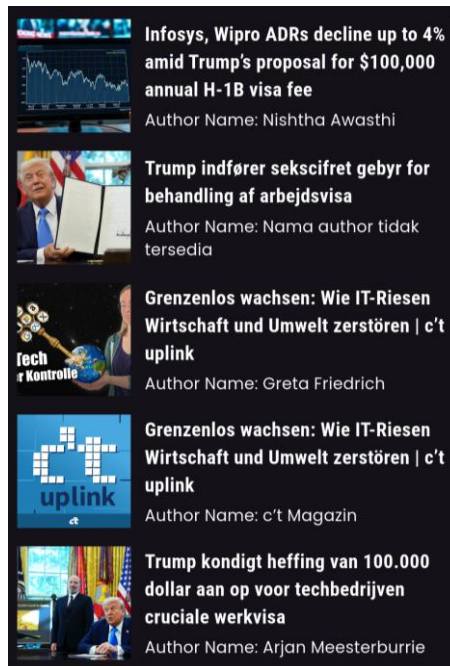 Infosys, Wipro ADRs decline up to 4%
amid Trump's proposal for $100,000
annual H-1B visa fee
Author Name: Nishtha Awasthi
Trump indfører sekscifret gebyr for
behandling af arbejdsvisa
Author Name: Nama author tidak
tersedia
Tech
r Kontrolle
Grenzenlos wachsen: Wie IT-Riesen
Wirtschaft und Umwelt zerstören | c't
uplink
Author Name: Greta Friedrich
c't
uplink
ct
Grenzenlos wachsen: Wie IT-Riesen
Wirtschaft und Umwelt zerstören | c't
uplink
Author Name: c't Magazin
Trump kondigt heffing van 100.000
dollar aan op voor techbedrijven
cruciale werkvisa
Author Name: Arjan Meesterburrie